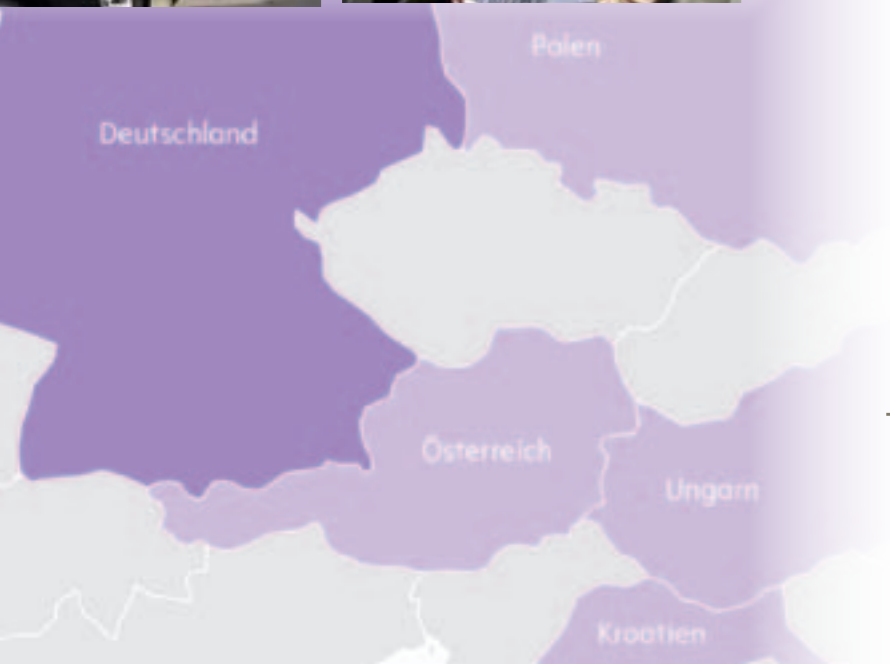 Polen
Deutschland
Österreich
Ungarn
Kroatien